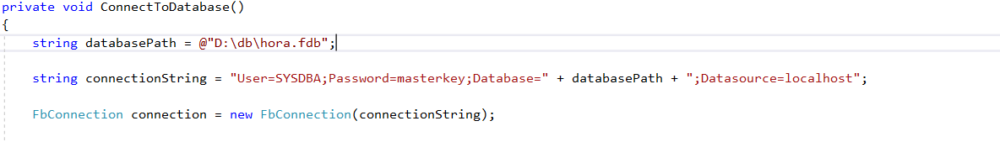 private void ConnectToDatabase()
{
string databasePath = @"D:\db\hora.fdb";
string connectionString = "User=SYSDBA;Password=masterkey;Database=" + databasePath + ";Datasource=localhost";
FbConnection connection = new FbConnection(connectionString);